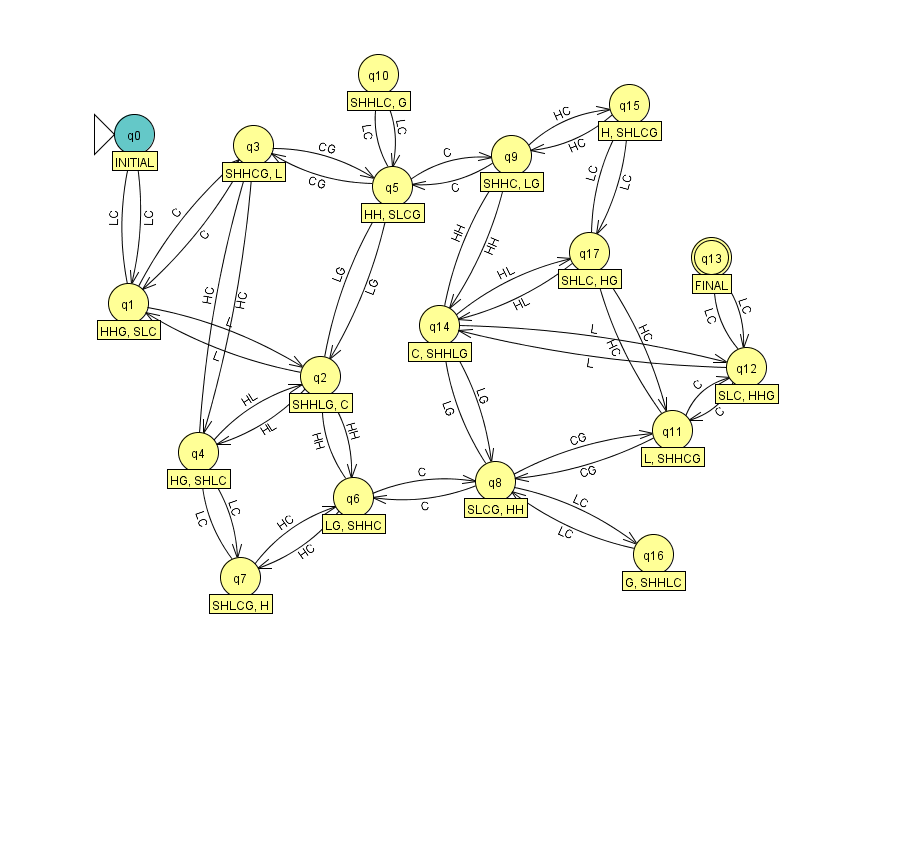 q10
SHHLC, G
q15
H, SHLCG
q0
INITIAL
q3
SHHCG, L
q9
SHHC, LG
q5
HH, SLCG
q17
SHLC, HG
q13
FINAL
q1
HHG, SLC
q14
C, SHHLG
q12
SLC, HHG
q2
SHHLG, C
q11
L, SHHCG
q4
HG, SHLC
q8
SLCG, HH
q6
LG, SHHC
q16
G, SHHLC
q7
SHLCG, H
LC
LC
C
C
CG
CG
LC
LC
C
C
HC
HC
LC
LC
HC
HC
LG
LG
HH
HH
HL
HL
L
L
L
L
HC
HC
LC
LC
C
C
HL
HL
HH
HH
LG
LG
CG
CG
C
C
LC
LC
HC
HC
LC
LC